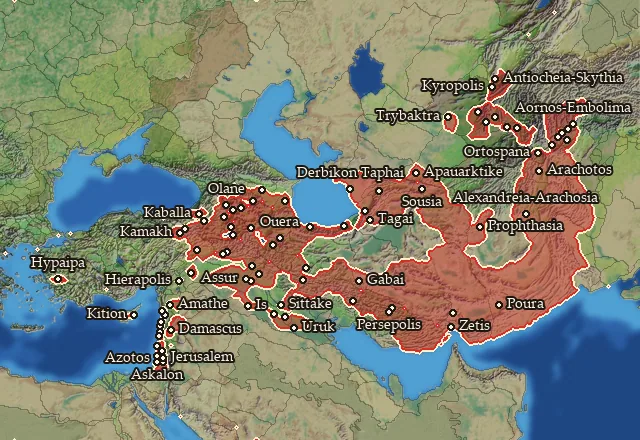 Antiocheia-Skythia
Kyropolis
Aornos-Embolima
Trybaktra
Ortospana
Derbikon Taphai
Apauarktike
Arachotos
Olane
Sousia
Alexandria-Arachosia
Kaballa
Ouera
Tagai
Prophthasia
Kamakh
Hypaipa
Hierapolis
Assur
Gabai
Amathe
Is
Sittake
Poura
Kition
Damascus
Uruk
Persepolis
Zetis
Azotos
Jerusalem
Askalon